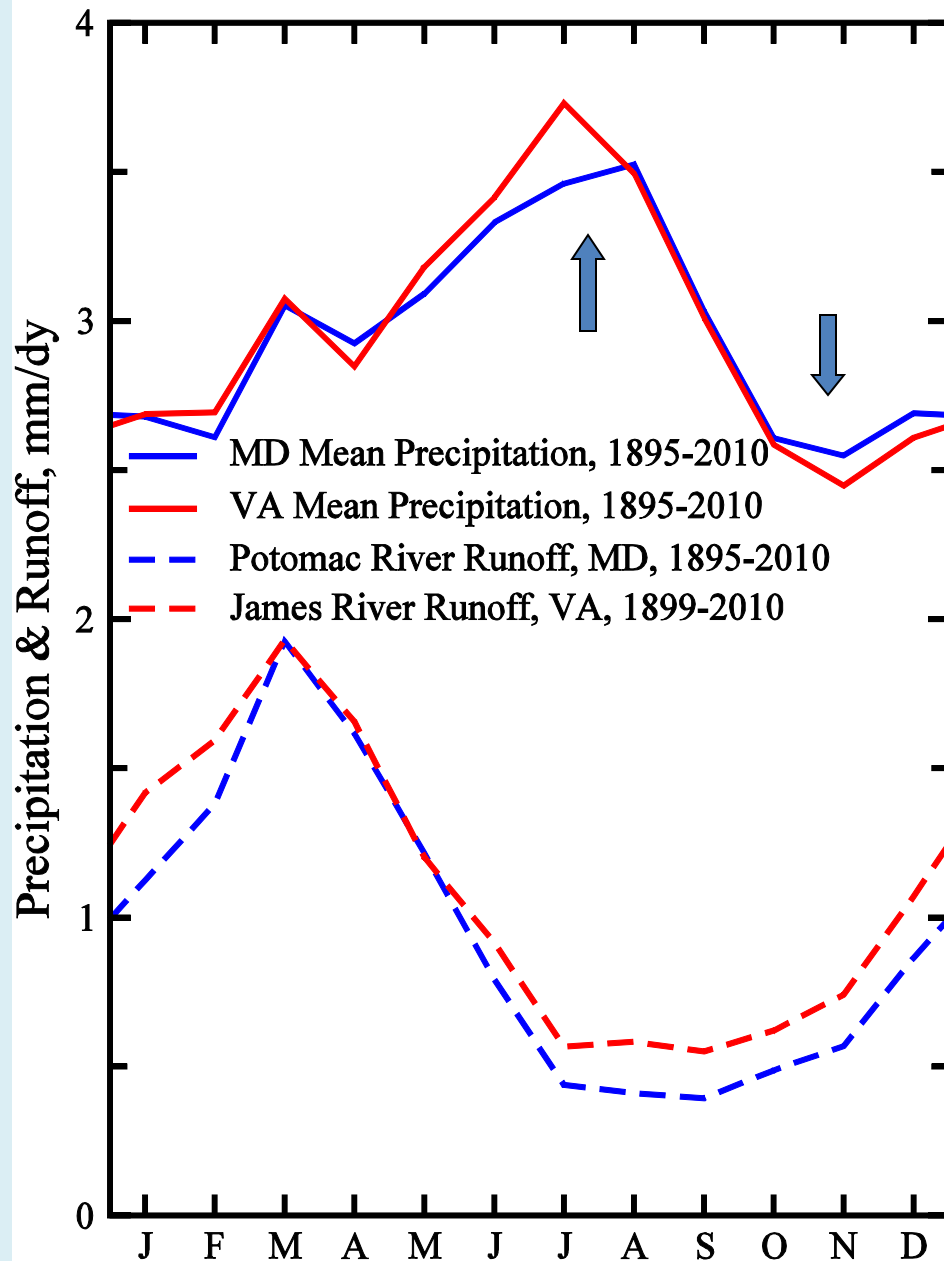 Precipitation & Runoff, mm/dy
4
3
2
1
0
MD Mean Precipitation, 1895-2010
VA Mean Precipitation, 1895-2010
Potomac River Runoff, MD, 1895-2010
James River Runoff, VA, 1899-2010
J F M A M J J A S O N D